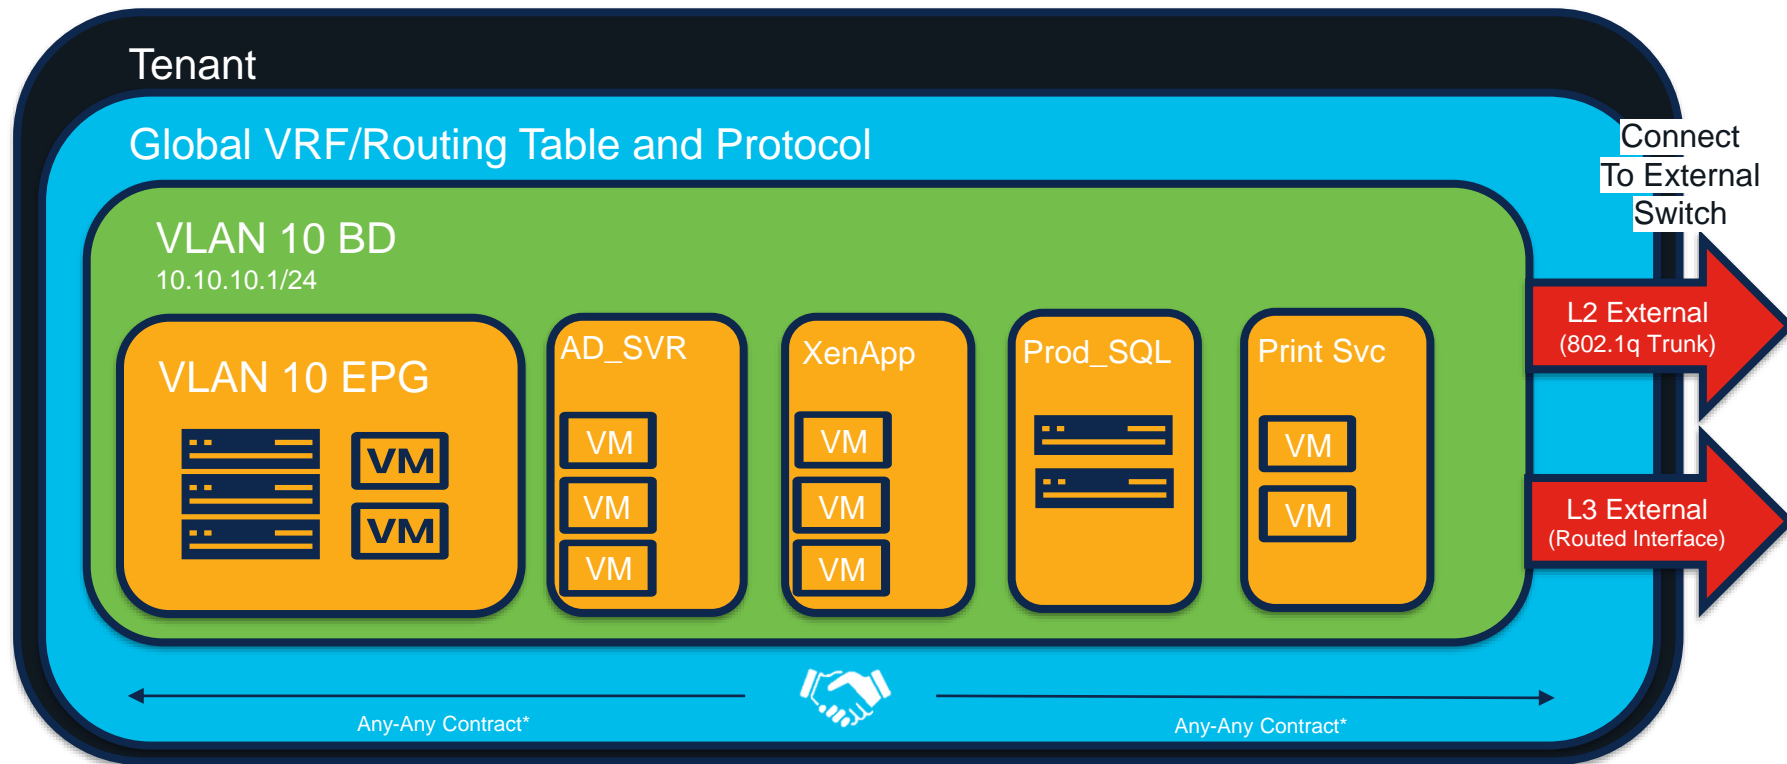 Tenant
Global VRF/Routing Table and Protocol
Connect
To External
Switch
VLAN 10 BD
10.10.10.1/24
VLAN 10 EPG
VM
VM
AD_SVR
VM
VM
VM
XenApp
VM
VM
VM
Prod_SQL
Print Svc
VM
VM
L2 External
(802.1q Trunk)
L3 External
(Routed Interface)
Any-Any Contract*
Any-Any Contract*